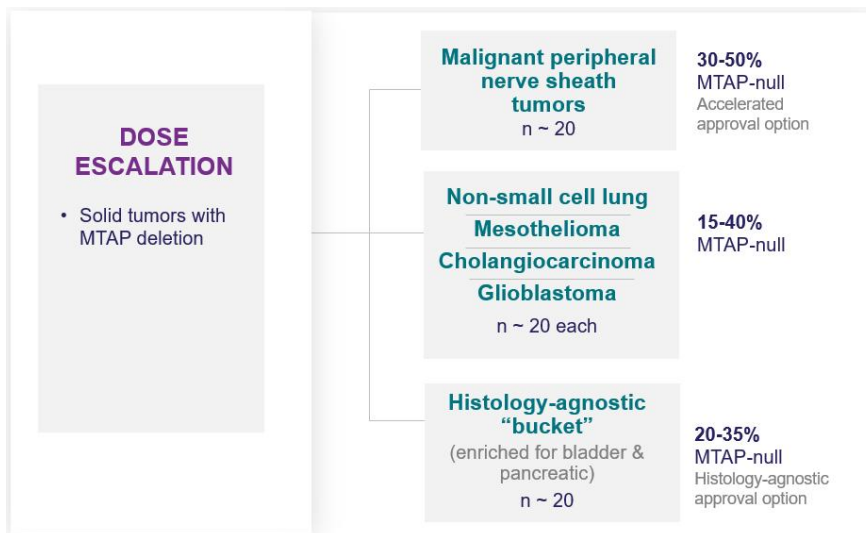 DOSE
ESCALATION
• Solid tumors with
MTAP deletion
Malignant peripheral
nerve sheath
tumors
n ~ 20
30-50%
MTAP-null
Accelerated
approval option
Non-small cell lung
Mesothelioma
Cholangiocarcinoma
Glioblastoma
n ~ 20 each
15-40%
MTAP-null
Histology-agnostic
“bucket”
(enriched for bladder &
pancreatic)
n ~ 20
20-35%
MTAP-null
Histology-agnostic
approval option